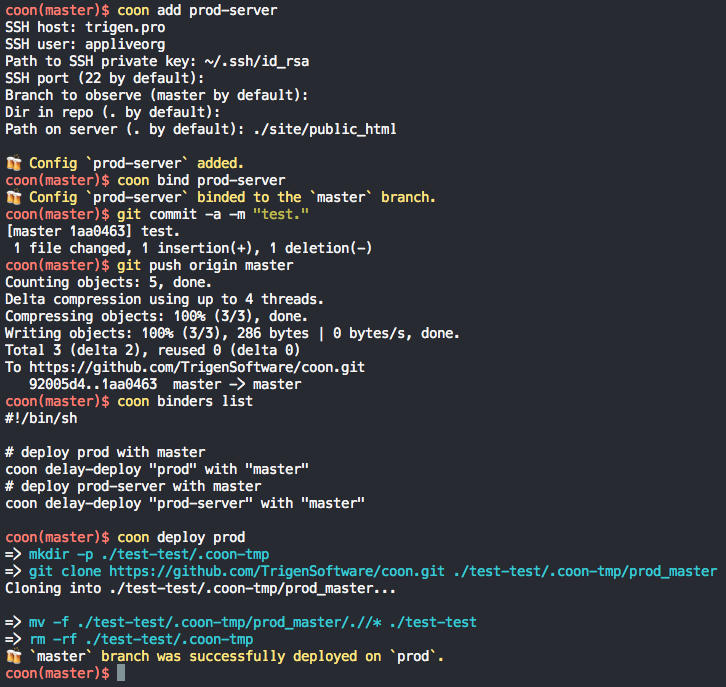 coon(master)$ coon add prod-server
SSH host: trigen.pro
SSH user: appliveorg
Path to SSH private key: ~/.ssh/id_rsa
SSH port (22 by default):
Branch to observe (master by default):
Dir in repo (. by default):
Path on server (. by default): ./site/public_html

🍻 Config `prod-server` added.
coon(master)$ coon bind prod-server
🍻 Config `prod-server` binded to the `master` branch.
coon(master)$ git commit -a -m "test."
[master 1aa0463] test.
 1 file changed, 1 insertion(+), 1 deletion(-)
coon(master)$ git push origin master
Counting objects: 5, done.
Delta compression using up to 4 threads.
Compressing objects: 100% (3/3), done.
Writing objects: 100% (3/3), 286 bytes | 0 bytes/s, done.
Total 3 (delta 2), reused 0 (delta 0)
To https://github.com/TrigenSoftware/coon.git
   92005d4..1aa0463  master -> master
coon(master)$ coon binders list
#!/bin/sh

# deploy prod with master
coon delay-deploy "prod" with "master"
# deploy prod-server with master
coon delay-deploy "prod-server" with "master"

coon(master)$ coon deploy prod
=> mkdir -p ./test-test/.coon-tmp
=> git clone https://github.com/TrigenSoftware/coon.git ./test-test/.coon-tmp/prod_master
Cloning into ./test-test/.coon-tmp/prod_master...

=> mv -f ./test-test/.coon-tmp/prod_master/.//* ./test-test
=> rm -rf ./test-test/.coon-tmp
🍻 `master` branch was successfully deployed on `prod`.
coon(master)$